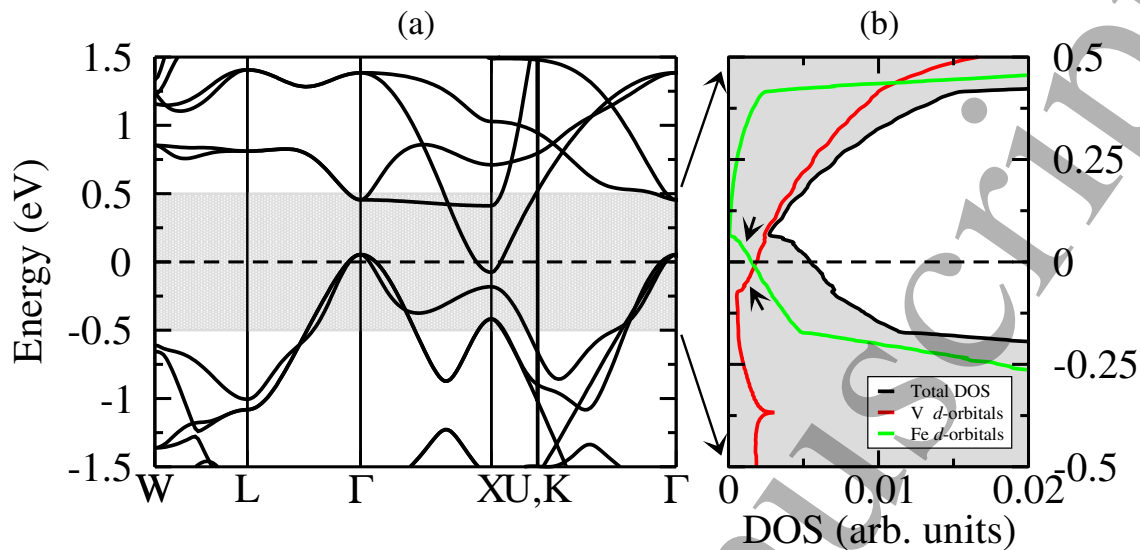 (a)
(b)
Energy (eV)
1.5
1
0.5
0
-0.5
-1
-1.5
W L Γ X U,K Γ
0.5
0.25
0
-0.25
-0.5
Total DOS
V d-orbitals
Fe d-orbitals
0 0.01 0.02
DOS (arb. units)
uscrip